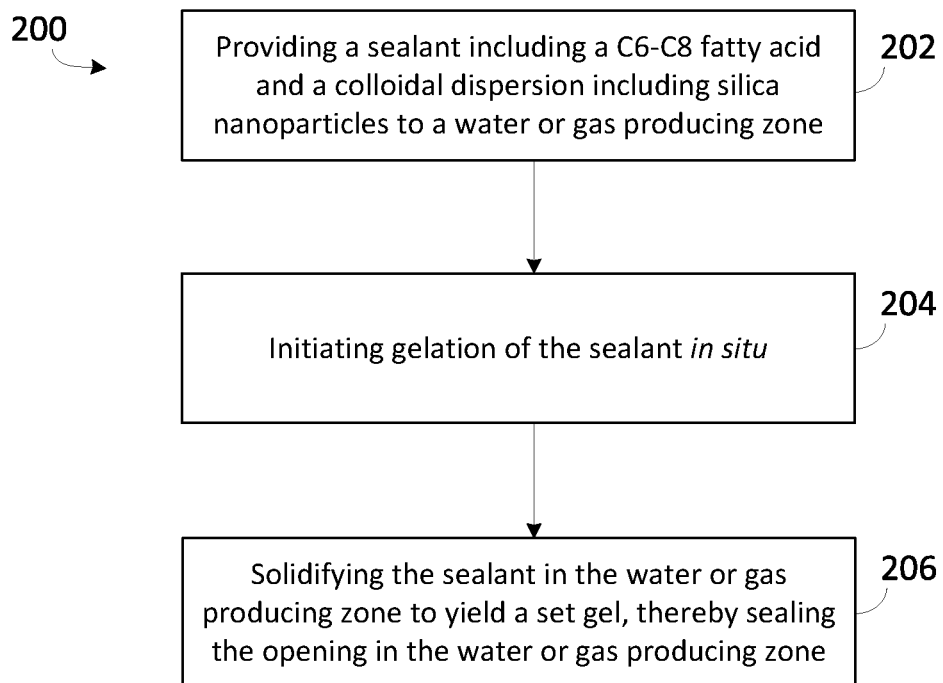 200
Providing a sealant including a C6-C8 fatty acid
and a colloidal dispersion including silica
nanoparticles to a water or gas producing zone
202
Initiating gelation of the sealant in situ
204
Solidifying the sealant in the water or gas
producing zone to yield a set gel, thereby sealing
the opening in the water or gas producing zone
206